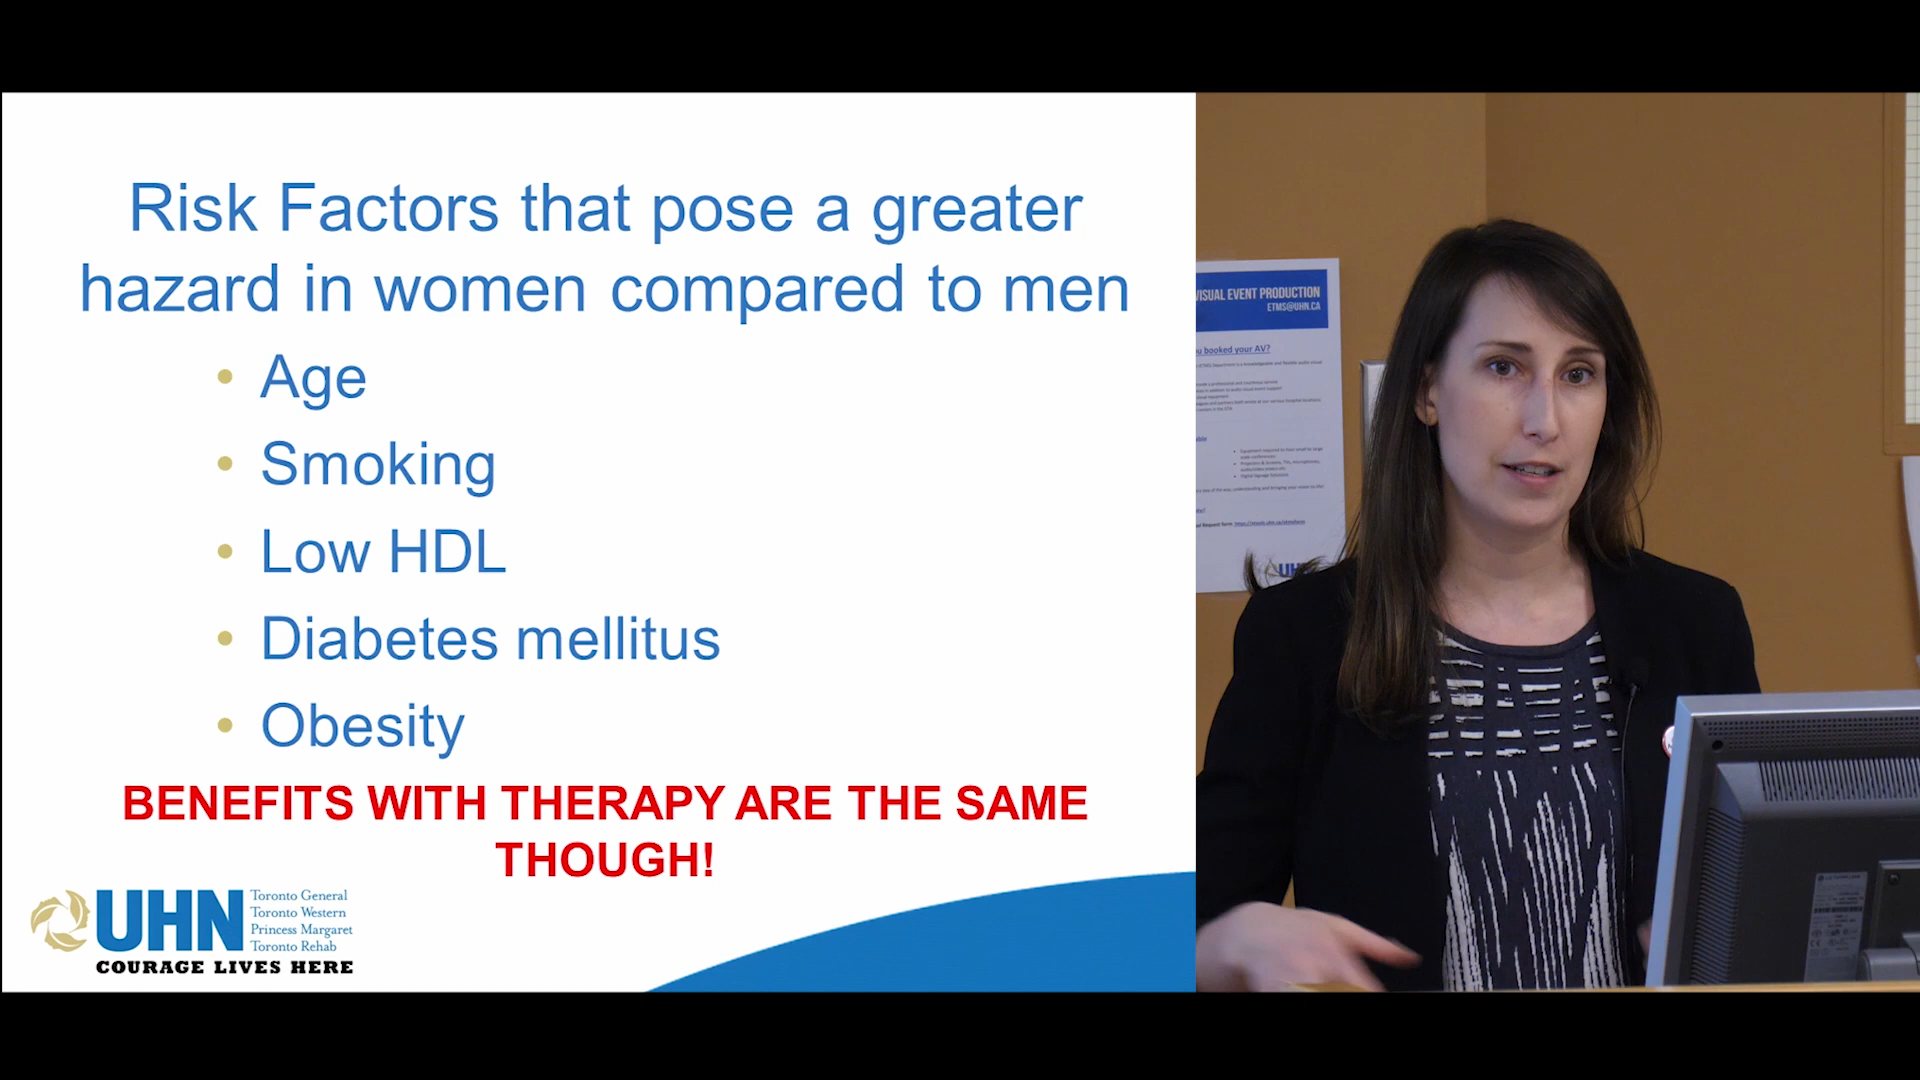 Risk Factors that pose a greater
hazard in women compared to men
• Age
• Smoking
• Low HDL
• Diabetes mellitus
• Obesity
BENEFITS WITH THERAPY ARE THE SAME
THOUGH!
UHN
Toronto General
Toronto Western
Princess Margaret
Toronto Rehab
COURAGE LIVES HERE
VISUAL EVENT PRODUCTION
ETMS@UHN.CA
booked your AV?
UH